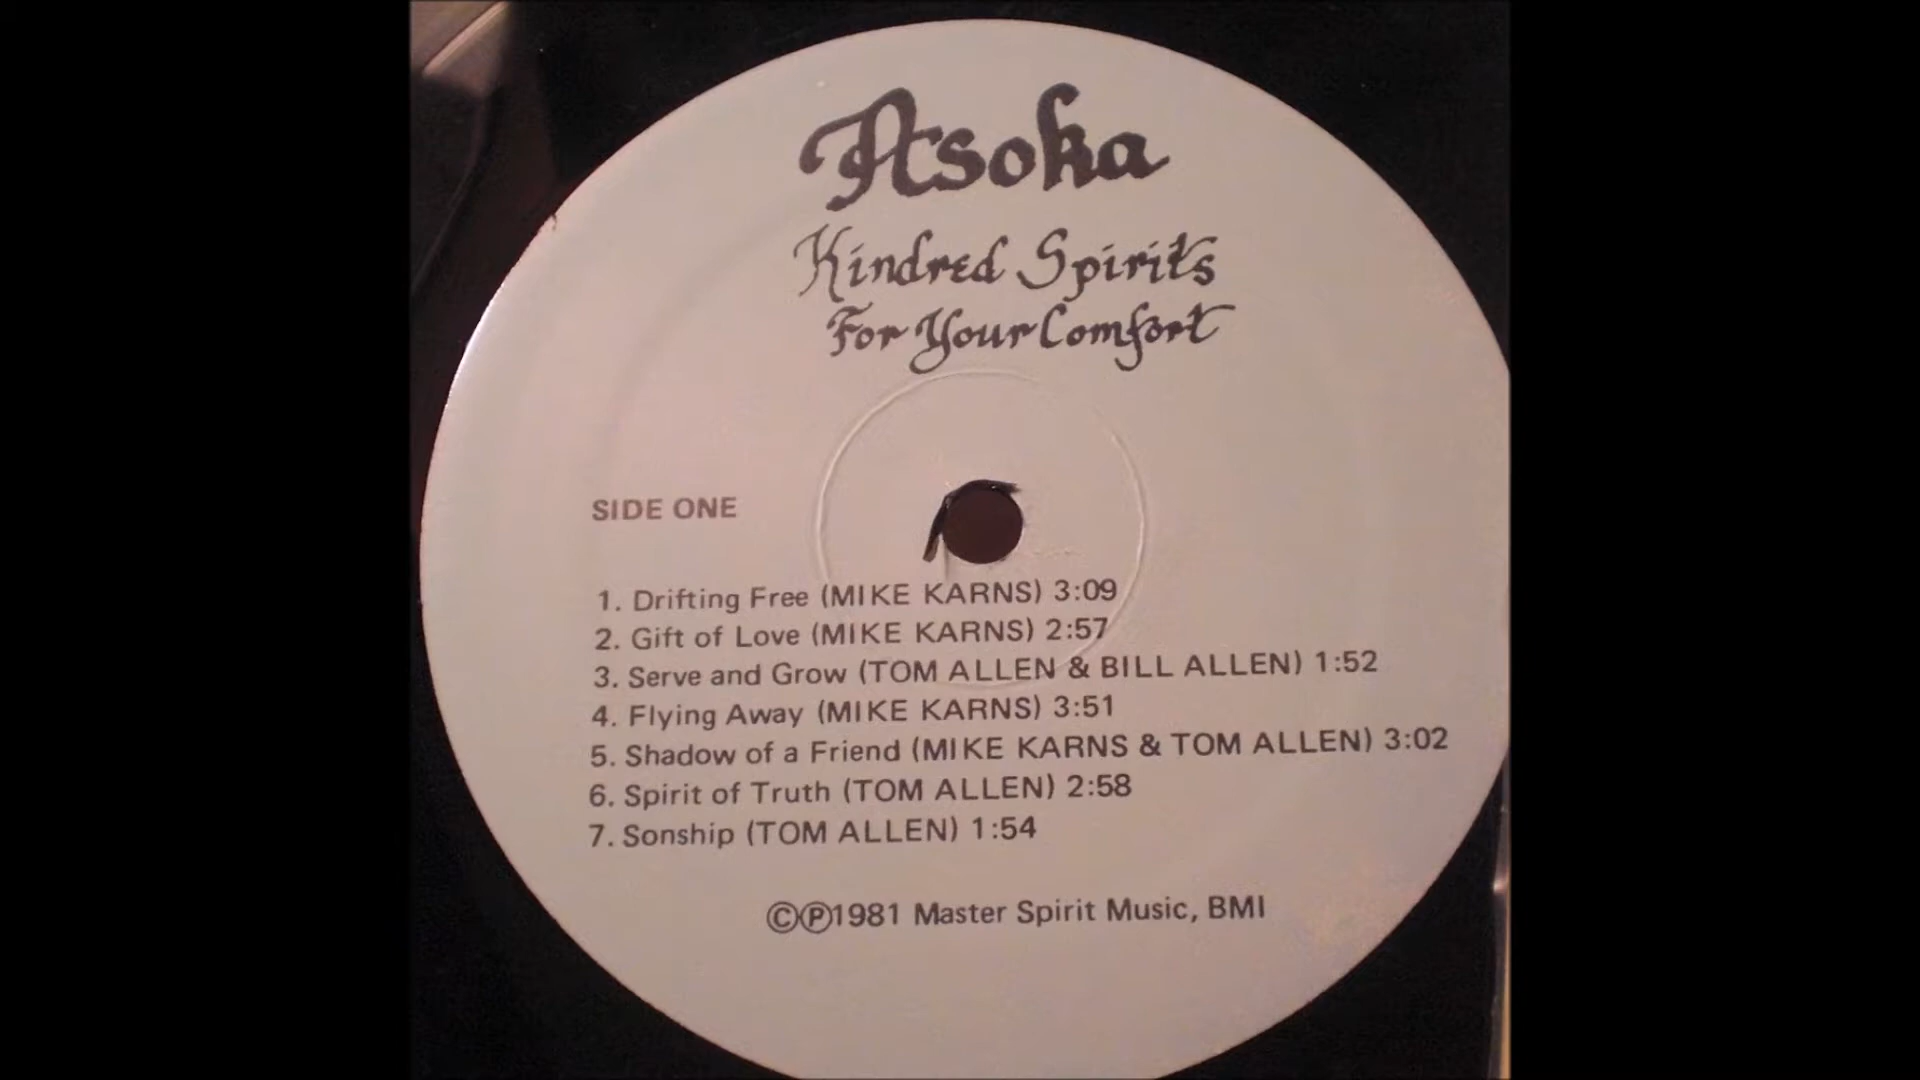 Asoka
Kindred Spirits
For Your Comfort
SIDE ONE
1. Drifting Free (MIKE KARNS) 3:09
2. Gift of Love (MIKE KARNS) 2:57
3. Serve and Grow (TOM ALLEN & BILL ALLEN) 1:52
4. Flying Away (MIKE KARNS) 3:51
5. Shadow of a Friend (MIKE KARNS & TOM ALLEN) 3:02
6. Spirit of Truth (TOM ALLEN) 2:58
7. Sonship (TOM ALLEN) 1:54
©℗1981 Master Spirit Music, BMI